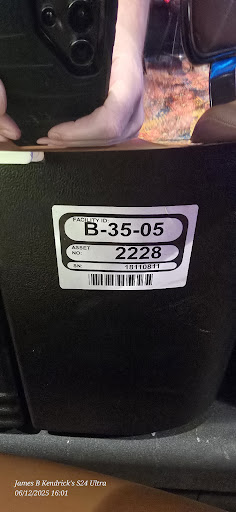 FACILITY ID:
B-35-05
ASSET NO: 2228
SN: 18110811
James B Kendrick's S24 Ultra
06/12/2025 16:01